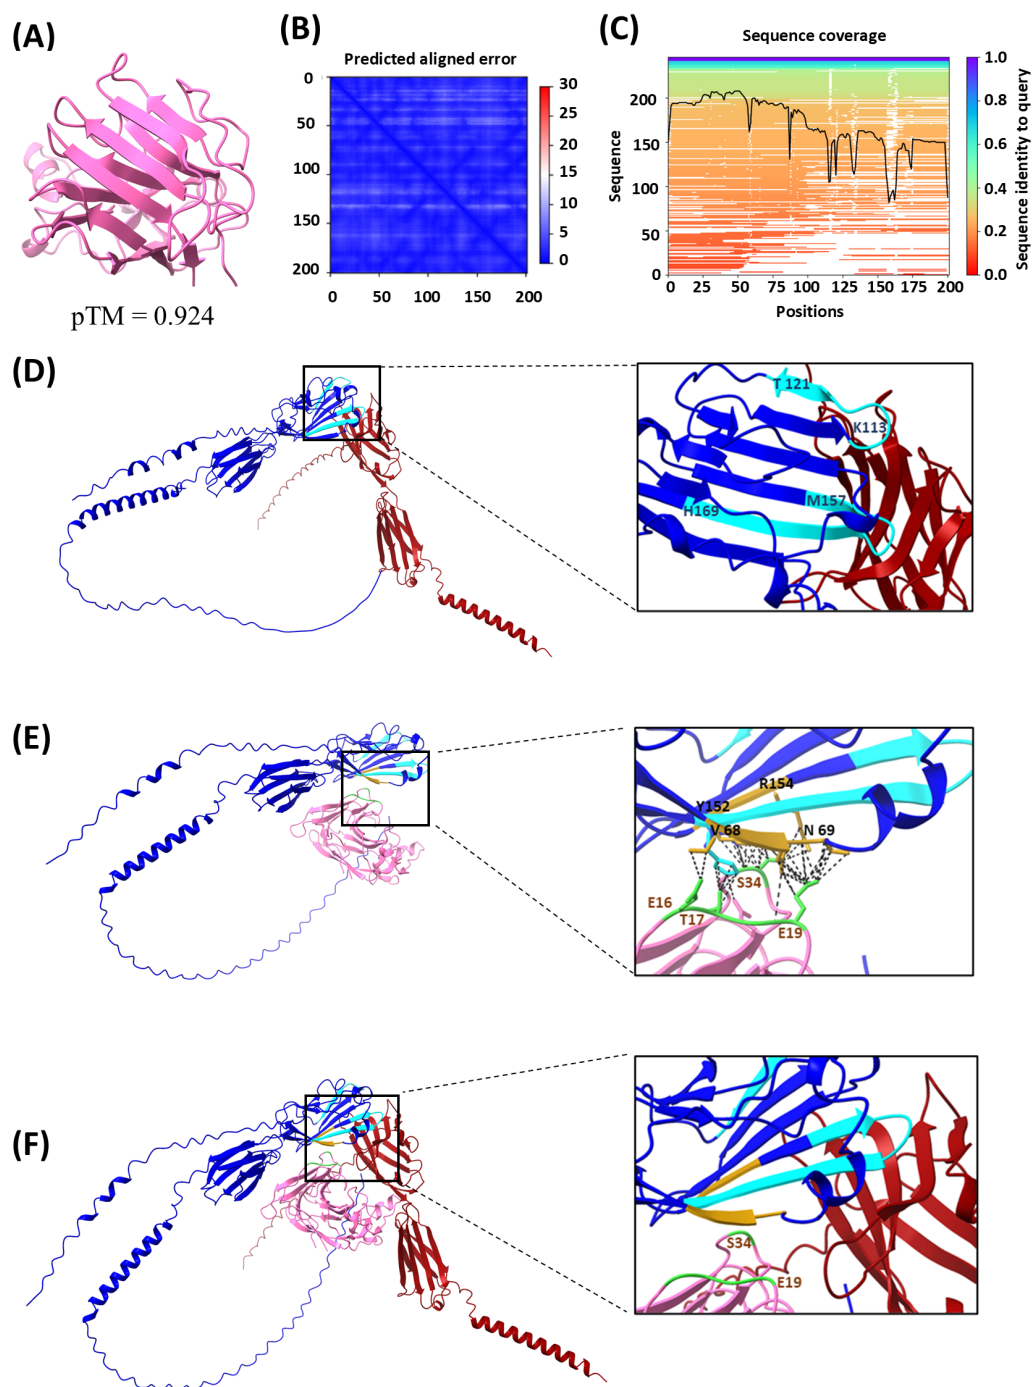 (A)
pTM = 0.924
(B)
Predicted aligned error
0
50
100
150
200
0
50
100
150
200
30
25
20
15
10
5
0
(C)
Sequence coverage
Sequence
200
150
100
50
0
0
25
50
75
100
125
150
175
200
Positions
1.0
0.8
0.6
0.4
0.2
0.0
Sequence identity to query
(D)
T 121
K113
M157
H169
(E)
R154
Y152
V 68
N 69
S34
E16
T17
E19
(F)
S34
E19